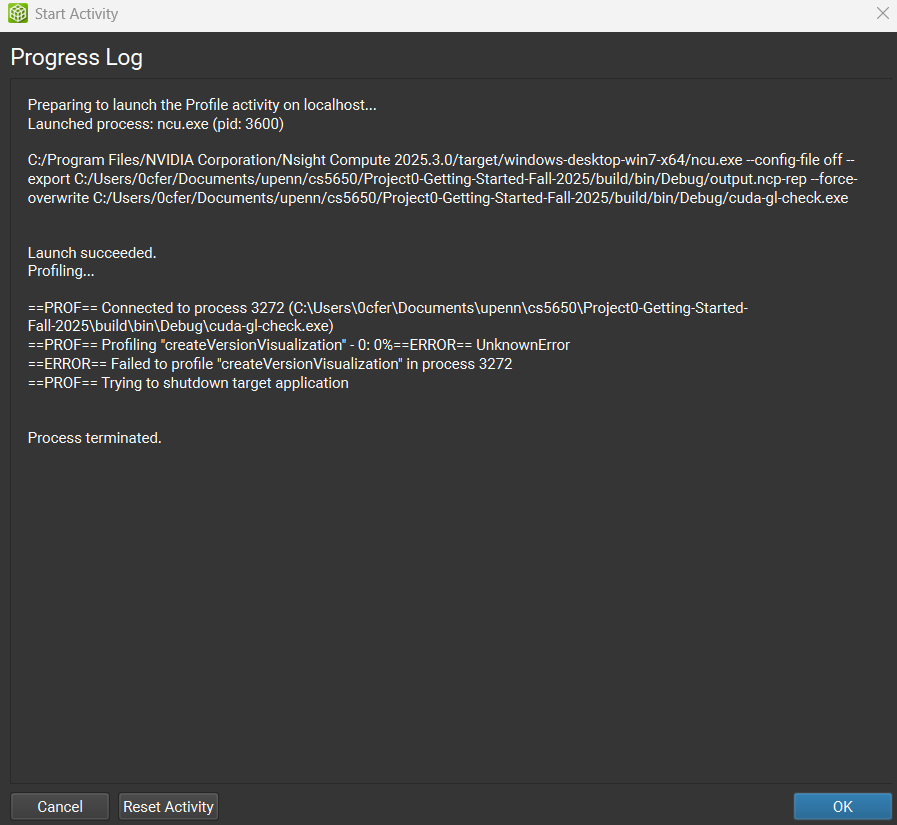 Start Activity
Progress Log
Preparing to launch the Profile activity on localhost...
Launched process: ncu.exe (pid: 3600)
C:/Program Files/NVIDIA Corporation/Nsight Compute 2025.3.0/target/windows-desktop-win7-x64/ncu.exe --config-file off --
export C:/Users/0cfer/Documents/upenn/cs5650/Project0-Getting-Started-Fall-2025/build/bin/Debug/output.ncp-rep --force-
overwrite C:/Users/0cfer/Documents/upenn/cs5650/Project0-Getting-Started-Fall-2025/build/bin/Debug/cuda-gl-check.exe
Launch succeeded.
Profiling...
==PROF== Connected to process 3272 (C:\Users\0cfer\Documents\upenn\cs5650\Project0-Getting-Started-
Fall-2025\build\bin\Debug\cuda-gl-check.exe)
==PROF== Profiling "createVersionVisualization" - 0: 0%==ERROR== UnknownError
==ERROR== Failed to profile "createVersionVisualization" in process 3272
==PROF== Trying to shutdown target application
Process terminated.
Cancel
Reset Activity
OK